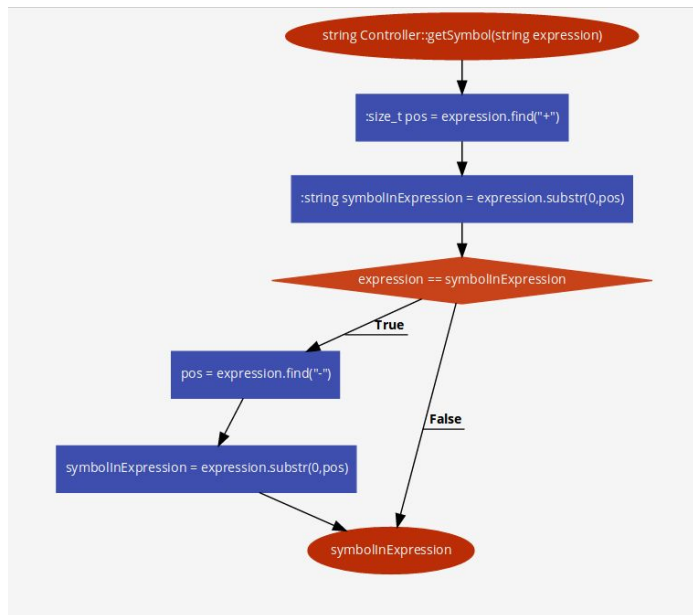 string Controller::getSymbol(string expression)
:size_t pos = expression.find("+")
:string symbolInExpression = expression.substr(0,pos)
expression == symbolInExpression
True
pos = expression.find("-")
False
symbolInExpression = expression.substr(0,pos)
symbolInExpression